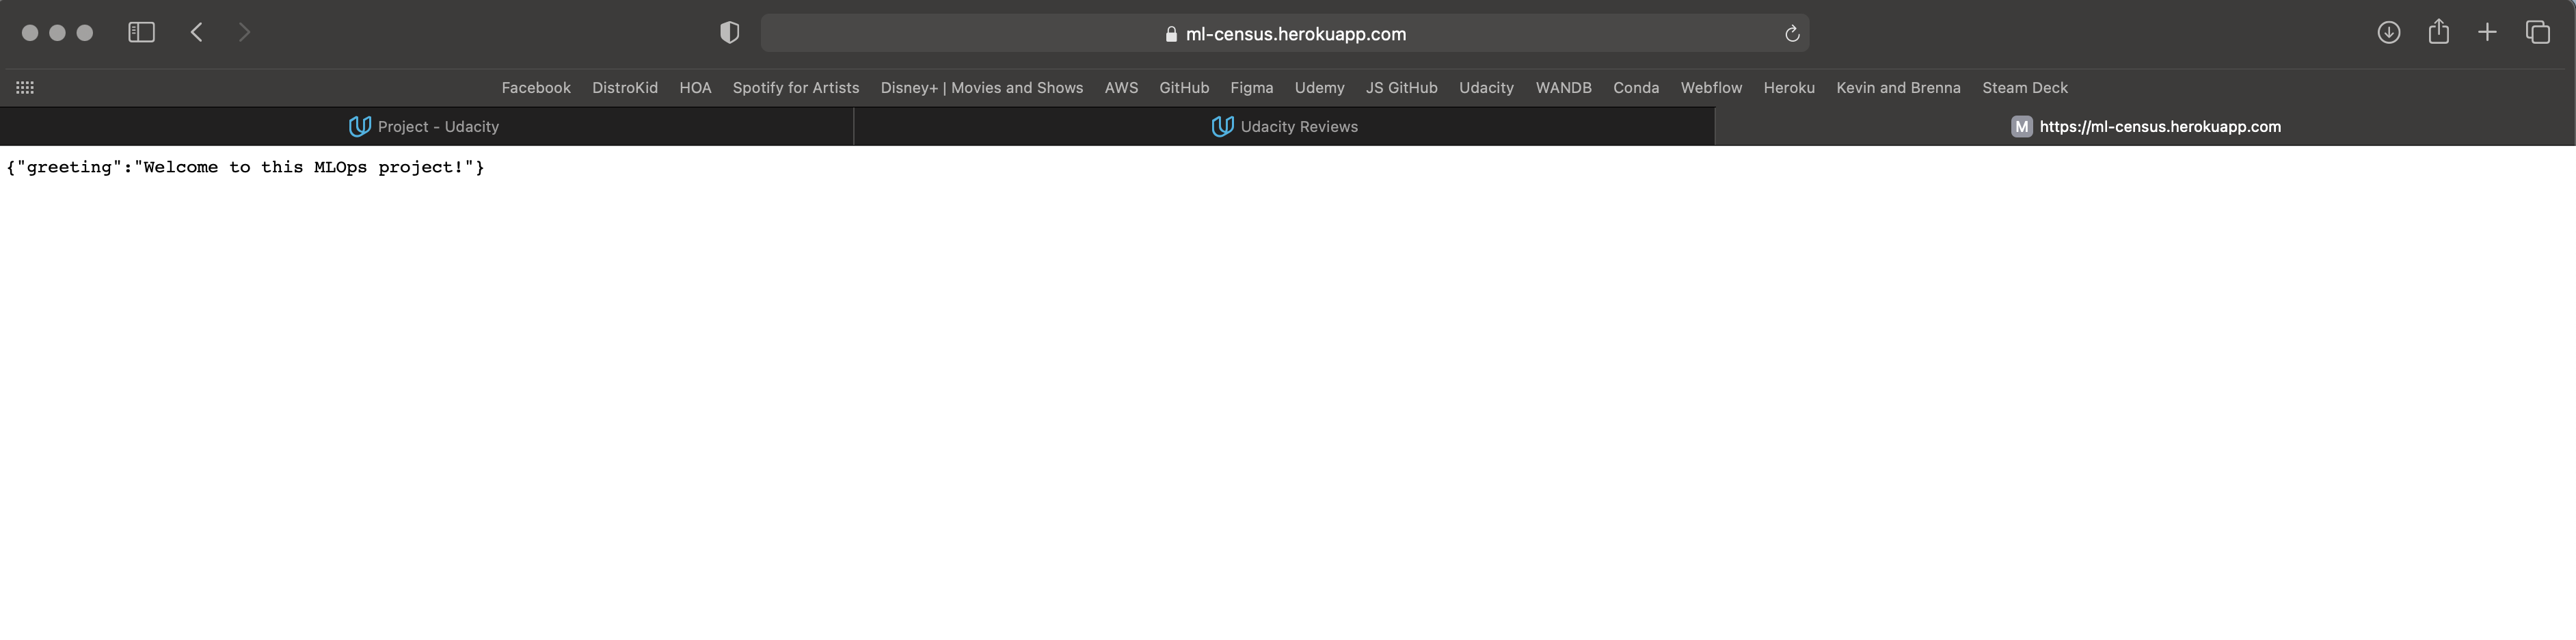 ml-census.herokuapp.com
Facebook DistroKid HOA Spotify for Artists Disney+ | Movies and Shows AWS GitHub Figma Udemy JS GitHub Udacity WANDB Conda Webflow Heroku Kevin and Brenna Steam Deck
Project - Udacity Udacity Reviews M https://ml-census.herokuapp.com
{"greeting":"Welcome to this MLOps project!"}